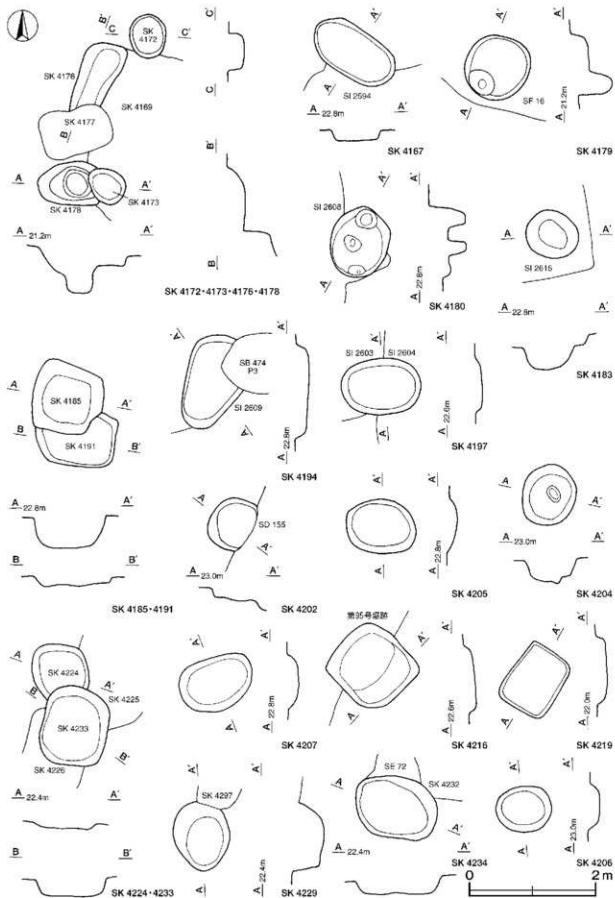 SK 4172
SK 4176
SK 4169
SK 4177
SK 4178
SK 4173
B B'
C C'
A A'
A 21.2m A'
C C'
B B'
SK 4172・4173・4176・4178
SI 2594
A A'
A 22.8m A'
SK 4167
SF 16
A A'
A 21.2m A'
SK 4179
SI 2608
A A'
A 22.8m A'
SK 4180
SI 2615
A A'
A 22.8m A'
SK 4183
SK 4185
SK 4191
A A'
B B'
A 22.8m A'
B B'
SK 4185・4191
SB 474
P3
SI 2609
A A'
A 22.8m A'
SK 4194
SI 2603 SI 2604
A A'
A 22.6m A'
SK 4197
SD 155
A A'
A 23.0m A'
SK 4202
A A'
A 22.8m A'
SK 4205
A A'
A 23.0m A'
SK 4204
SK 4224
SK 4225
SK 4233
SK 4226
A A'
B B'
A 22.4m A'
B B'
SK 4224・4233
A A'
A 22.8m A'
SK 4207
A A'
A 22.6m A'
SK 4216
A A'
A 22.0m A'
SK 4219
SK 4297
A A'
A 22.4m A'
SK 4229
SE 72
SK 4232
A A'
A 22.4m A'
SK 4234
A A'
A 23.0m A'
SK 4206
0 2 m